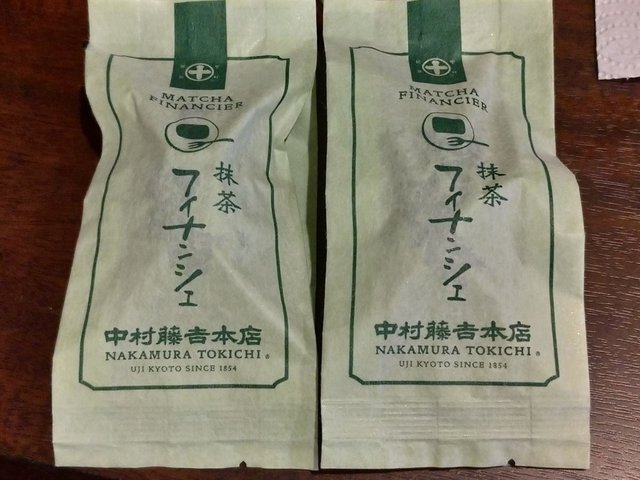 MATCHA
FINANCIER
抹茶
フィナンシェ
中村藤吉本店
NAKAMURA TOKICHI®
UJI KYOTO SINCE 1854
MATCHA
FINANCIER
抹茶
フィナンシェ
中村藤吉本店
NAKAMURA TOKICHI®
UJI KYOTO SINCE 1854